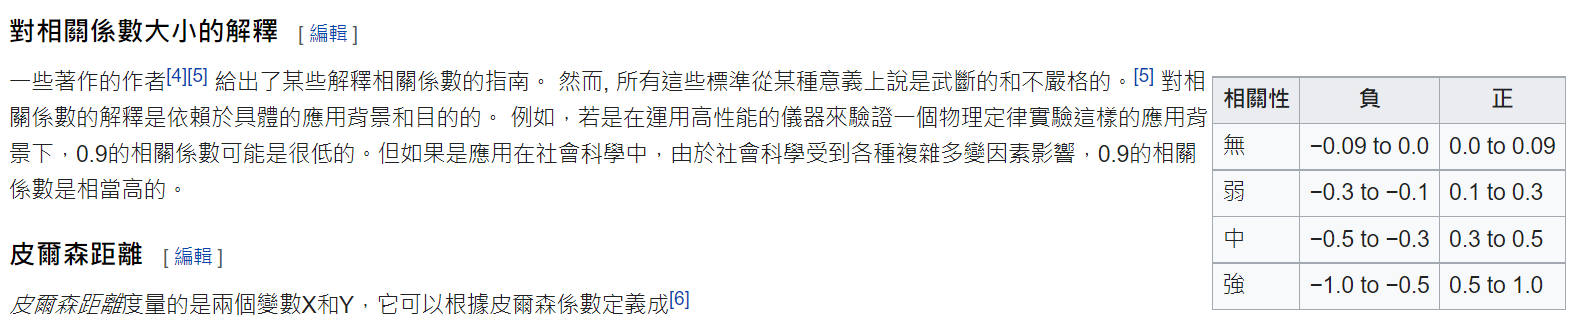 對相關係數大小的解釋 [ 編輯 ]
一些著作的作者[4][5] 給出了某些解釋相關係數的指南。 然而, 所有這些標準從某種意義上說是武斷的和不嚴格的。[5] 對相
關係數的解釋是依賴於具體的應用背景和目的的。 例如，若是在運用高性能的儀器來驗證一個物理定律實驗這樣的應用背
景下，0.9的相關係數可能是很低的。但如果是應用在社會科學中，由於社會科學受到各種複雜多變因素影響，0.9的相關
係數是相當高的。
相關性 負 正
無 −0.09 to 0.0 0.0 to 0.09
弱 −0.3 to −0.1 0.1 to 0.3
中 −0.5 to −0.3 0.3 to 0.5
強 −1.0 to −0.5 0.5 to 1.0
皮爾森距離 [ 編輯 ]
皮爾森距離度量的是兩個變數X和Y，它可以根據皮爾森係數定義成[6]